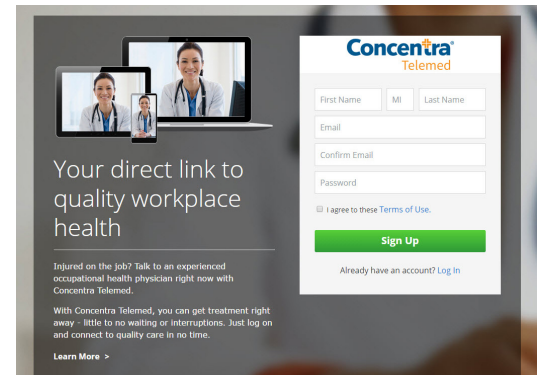 Your direct link to
quality workplace
health
Injured on the job? Talk to an experienced
occupational health physician right now with
Concentra Telemed.
With Concentra Telemed, you can get treatment right
away - little to no waiting or interruptions. Just log on
and connect to quality care in no time.
Learn More >
Concentra®
Telemed
First Name
MI
Last Name
Email
Confirm Email
Password
I agree to these Terms of Use.
Sign Up
Already have an account? Log In